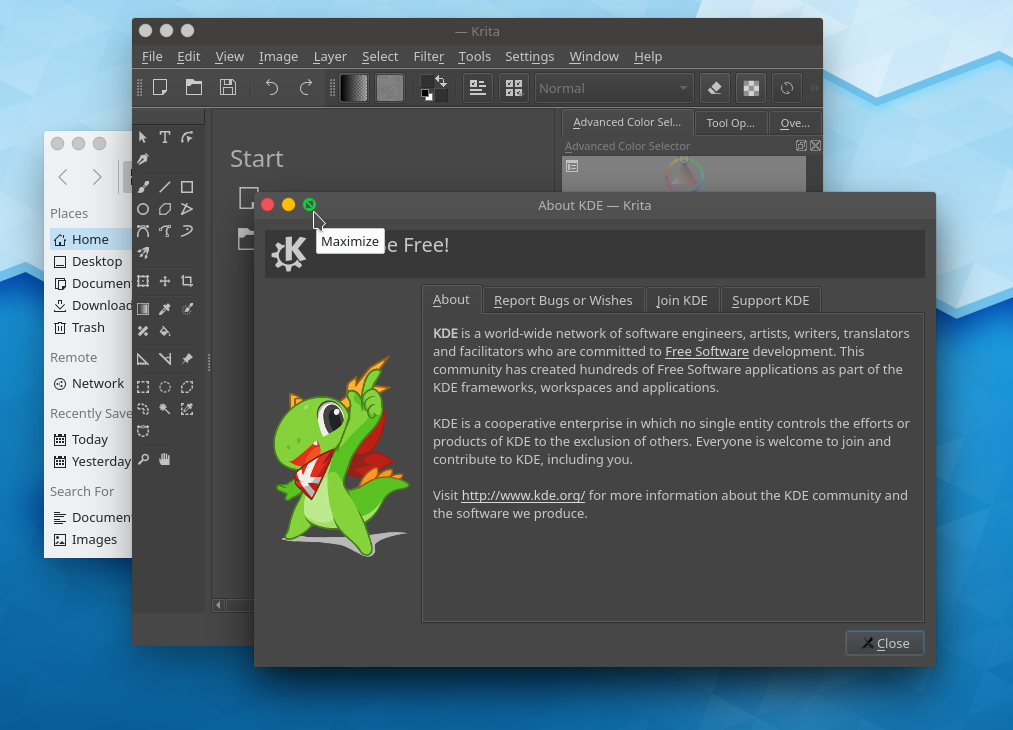 — Krita
File Edit View Image Layer Select Filter Tools Settings Window Help
Normal
Advanced Color Sel... Tool Op... Ove...
Advanced Color Selector
Start
Places
Home
Desktop
Documen
Download
Trash
Remote
Network
Recently Save
Today
Yesterday
Search For
Documen
Images
About KDE — Krita
Maximize
e Free!
About Report Bugs or Wishes Join KDE Support KDE
KDE is a world-wide network of software engineers, artists, writers, translators
and facilitators who are committed to Free Software development. This
community has created hundreds of Free Software applications as part of the
KDE frameworks, workspaces and applications.
KDE is a cooperative enterprise in which no single entity controls the efforts or
products of KDE to the exclusion of others. Everyone is welcome to join and
contribute to KDE, including you.
Visit http://www.kde.org/ for more information about the KDE community and
the software we produce.
Close